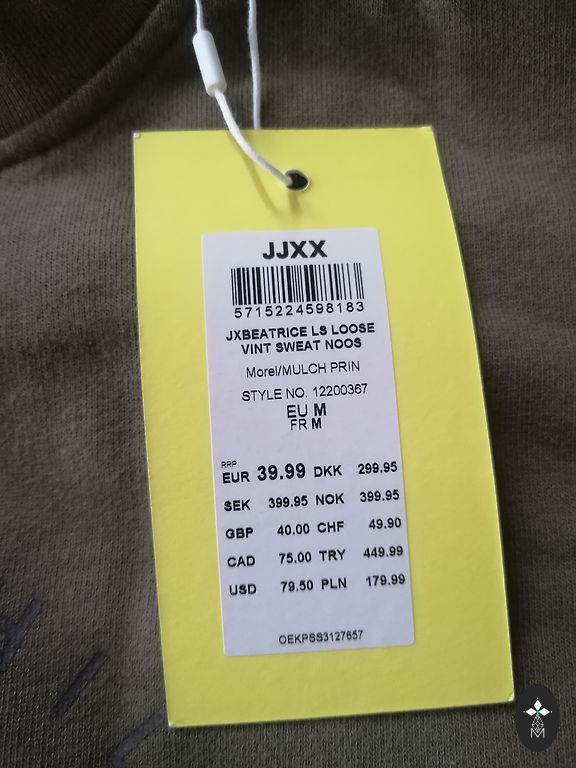 JJXX
5715224598183
JXBEATRICE LS LOOSE
VINT SWEAT NOOS
Morel/MULCH PRIN
STYLE NO. 12200367
EU M
FR M
RRP
EUR 39.99 DKK 299.95
SEK 399.95 NOK 399.95
GBP 40.00 CHF 49.90
CAD 75.00 TRY 449.99
USD 79.50 PLN 179.99
OEKPSS3127657
M